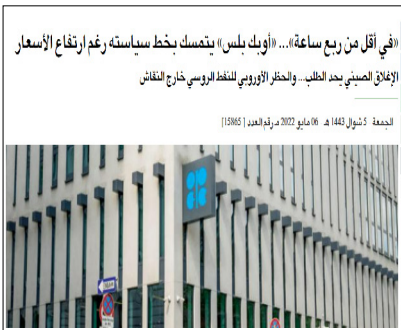 «في أقل من ربع ساعة»... «أوبك بلس» يتمسك بخط سياسته رغم ارتفاع الأسعار
الإغلاق الصيني يحد الطلب... والحظر الأوروبي للنفط الروسي خارج النقاش
الجمعة 5 شوال 1443 هـ 06 مايو 2022 مـ رقم العدد [15865]